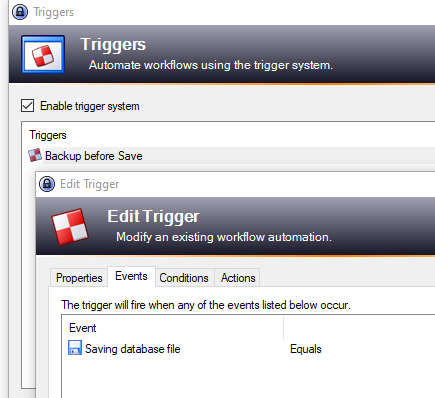 Triggers
Triggers
Automate workflows using the trigger system.
Enable trigger system
Triggers
Backup before Save
Edit Trigger
Edit Trigger
Modify an existing workflow automation.
Properties Events Conditions Actions
The trigger will fire when any of the events listed below occur.
Event
Saving database file Equals